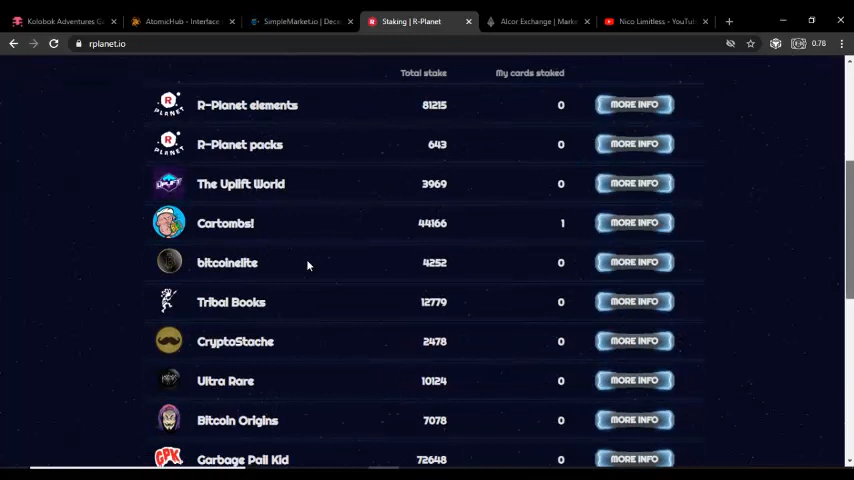 Kolobok Adventures G
AtomicHub - Interface
SimpleMarket.io | Dece
Staking | R-Planet
Alcor Exchange | Mark
Nico Limitless - YouTu
rplanet.io
0.78
Total stake My cards staked
R-Planet elements 81215 0 MORE INFO
R-Planet packs 643 0 MORE INFO
The Uplift World 3969 0 MORE INFO
Cartombs! 44166 1 MORE INFO
bitcoinelite 4252 0 MORE INFO
Tribal Books 12779 0 MORE INFO
CryptoStache 2478 0 MORE INFO
Ultra Rare 10124 0 MORE INFO
Bitcoin Origins 7078 0 MORE INFO
GPK Garbage Pail Kid 72648 0 MORE INFO